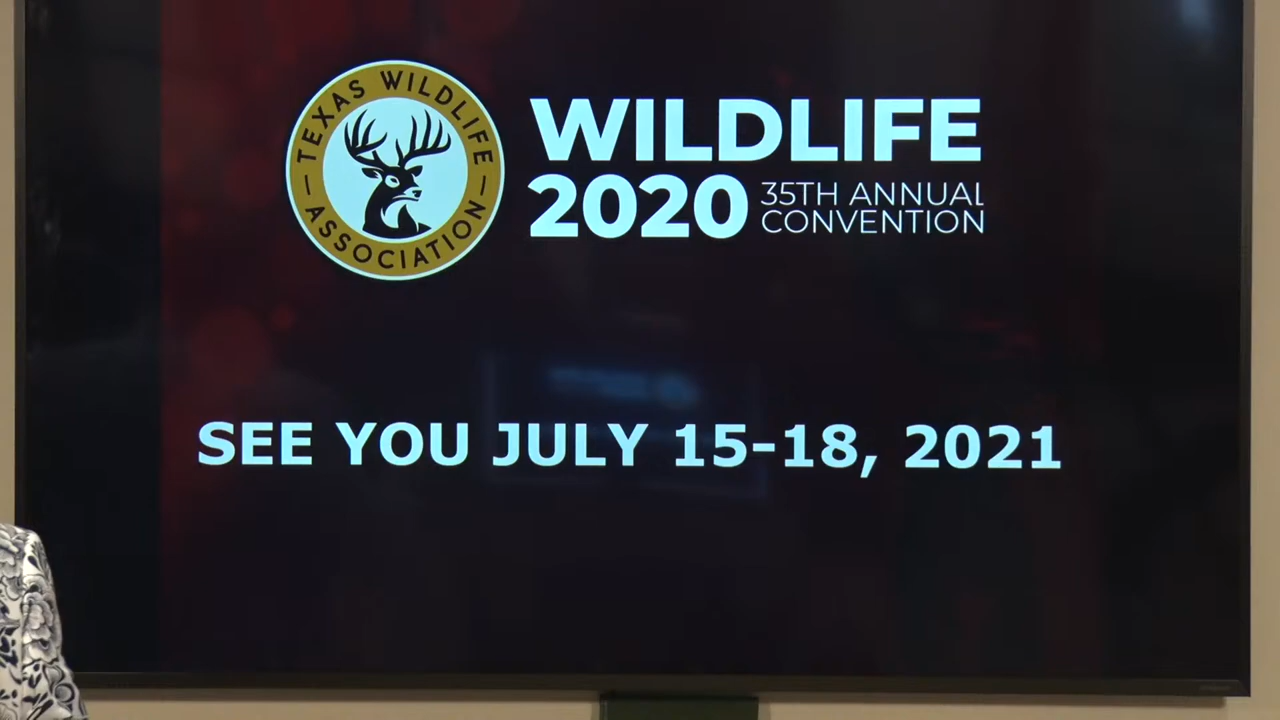 TEXAS WILDLIFE
ASSOCIATION
WILDLIFE
2020 35TH ANNUAL
CONVENTION
SEE YOU JULY 15-18, 2021